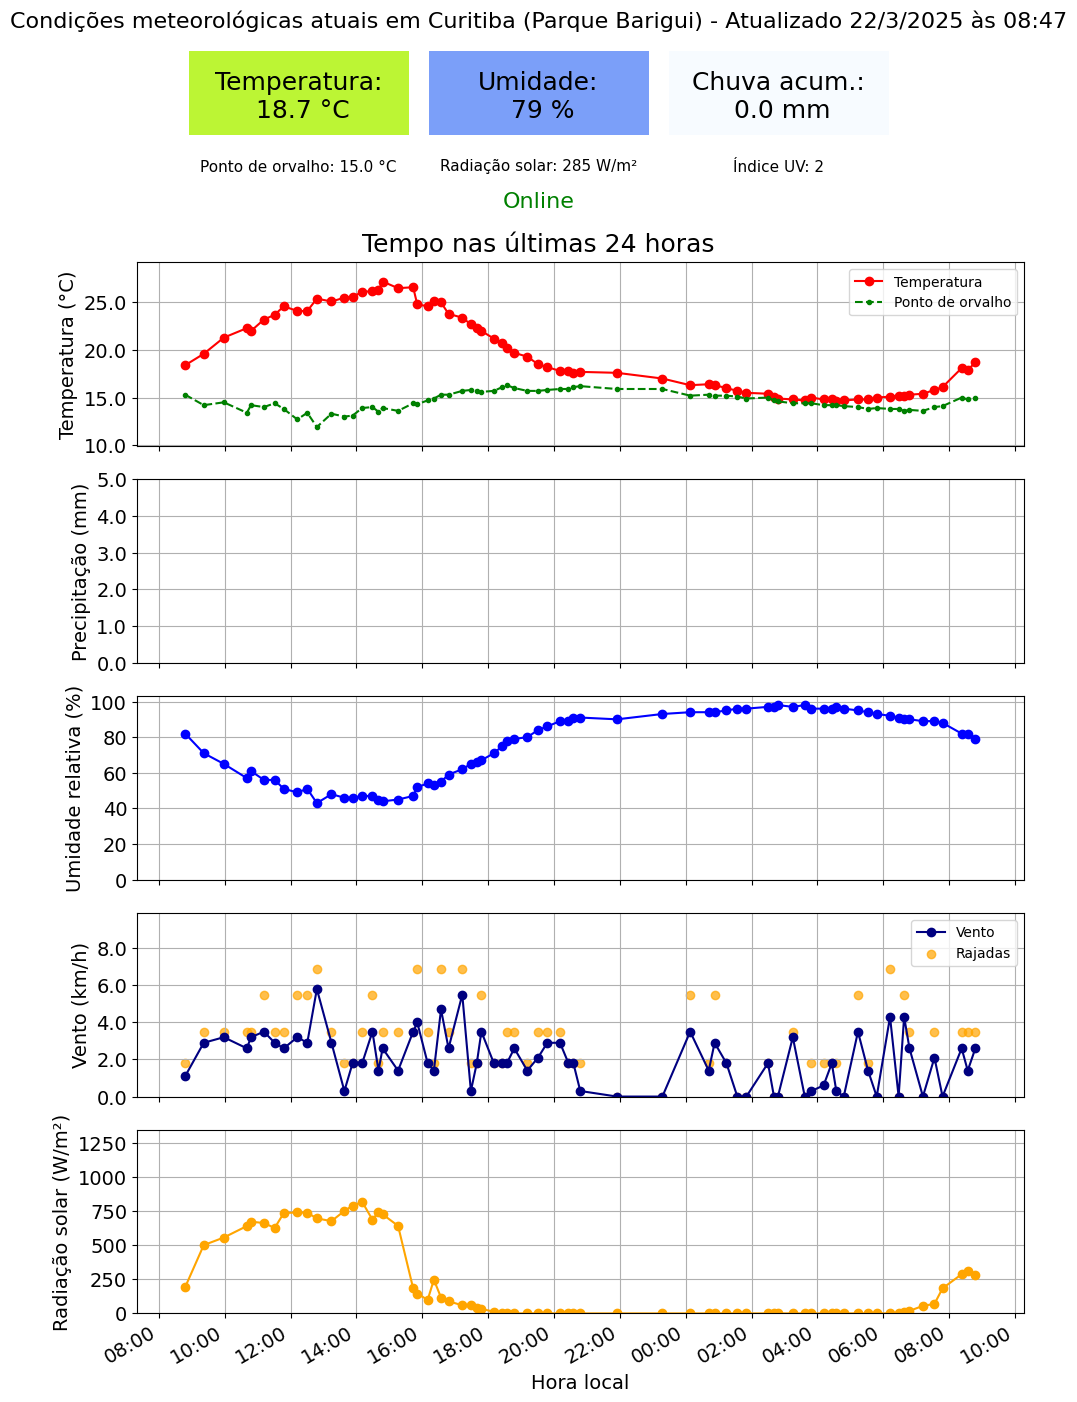 Condições meteorológicas atuais em Curitiba (Parque Barigui) - Atualizado 22/3/2025 às 08:47
Temperatura:
18.7 °C
Umidade:
79 %
Chuva acum.:
0.0 mm
Ponto de orvalho: 15.0 °C
Radiação solar: 285 W/m²
Índice UV: 2
Online
Tempo nas últimas 24 horas
Temperatura (°C)
25.0
20.0
15.0
10.0
Temperatura
Ponto de orvalho
Precipitação (mm)
5.0
4.0
3.0
2.0
1.0
0.0
Umidade relativa (%)
100
80
60
40
20
0
Vento (km/h)
8.0
6.0
4.0
2.0
0.0
Vento
Rajadas
Radiação solar (W/m²)
1250
1000
750
500
250
0
08:00
10:00
12:00
14:00
16:00
18:00
20:00
22:00
00:00
02:00
04:00
06:00
08:00
10:00
Hora local